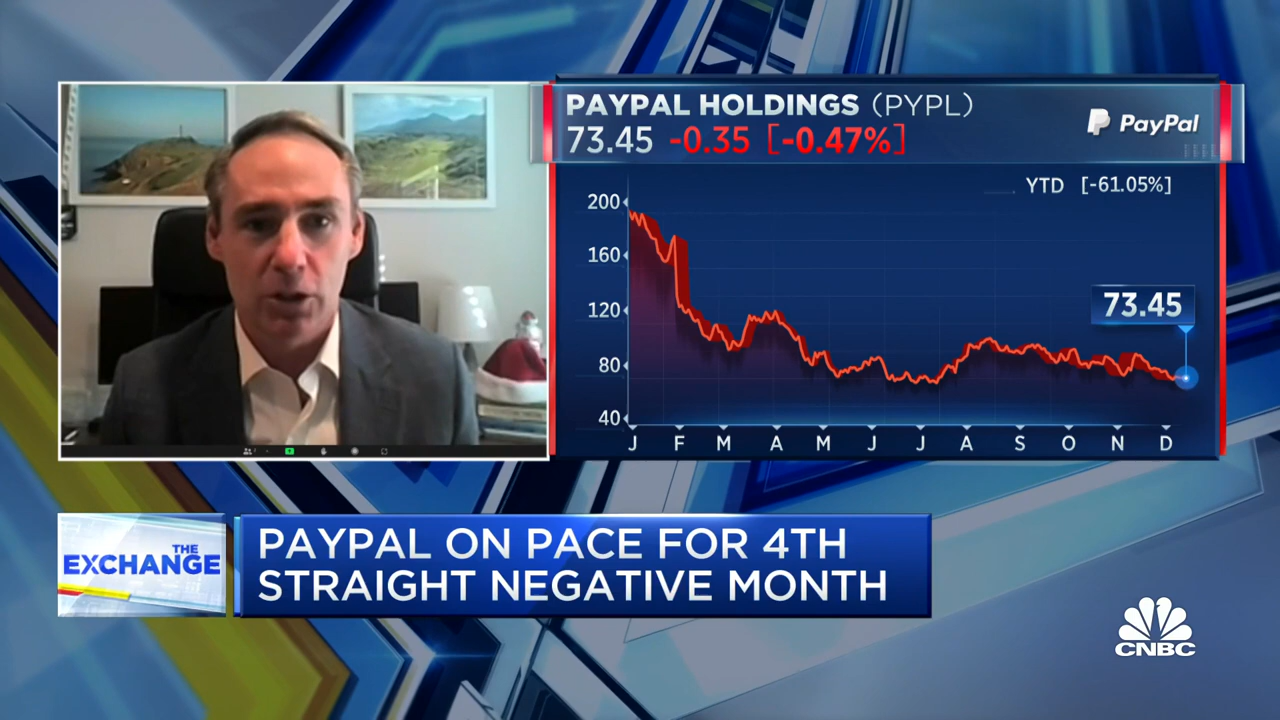 PAYPAL HOLDINGS (PYPL)
73.45 -0.35 [-0.47%]
PayPal
YTD [-61.05%]
200
160
120
80
40
73.45
J F M A M J J A S O N D
THE
EXCHANGE
PAYPAL ON PACE FOR 4TH
STRAIGHT NEGATIVE MONTH
CNBC